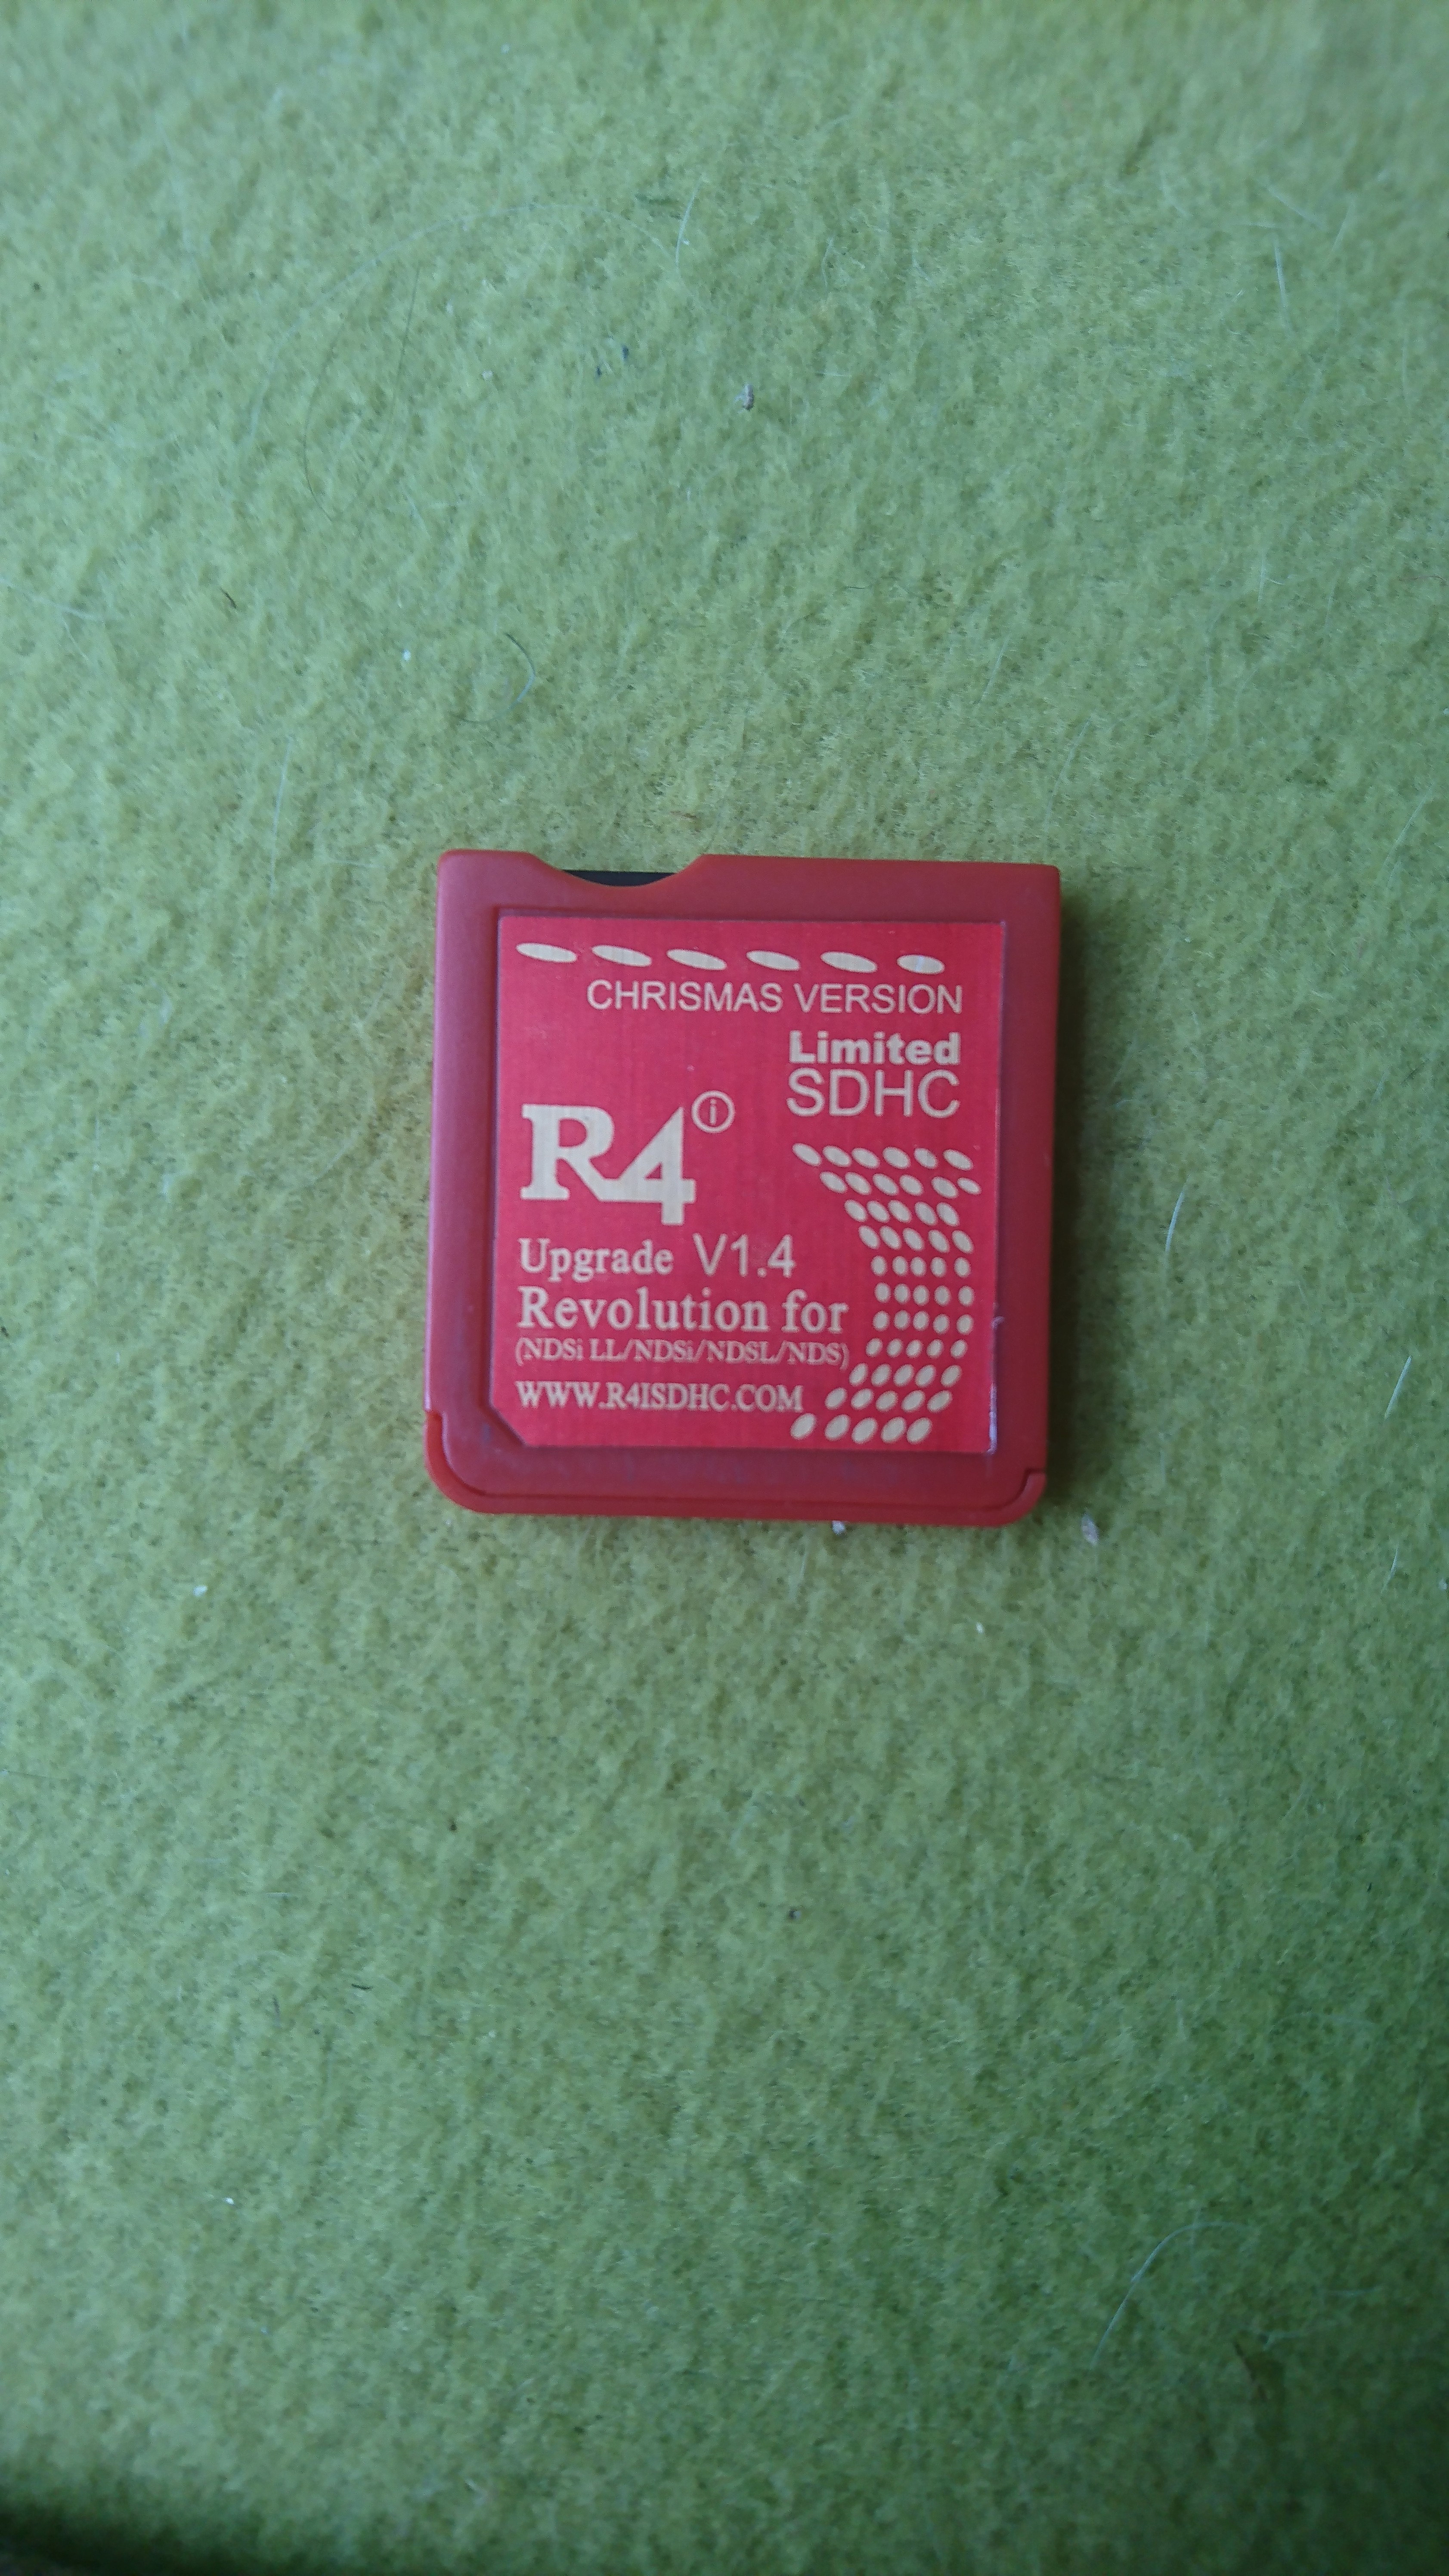 CHRISMAS VERSION
Limited
SDHC
R4 i
Upgrade V1.4
Revolution for
(NDSi LL/NDSi/NDSL/NDS)
WWW.R4ISDHC.COM